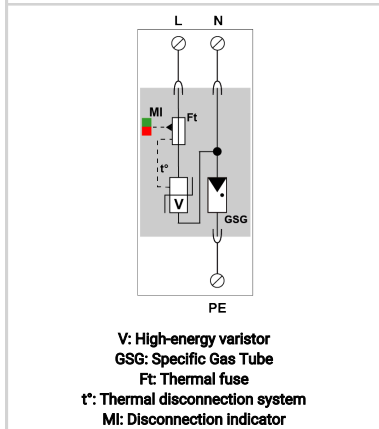 L N
MI
Ft
t°
V
GSG
PE
V: High-energy varistor
GSG: Specific Gas Tube
Ft: Thermal fuse
t°: Thermal disconnection system
MI: Disconnection indicator